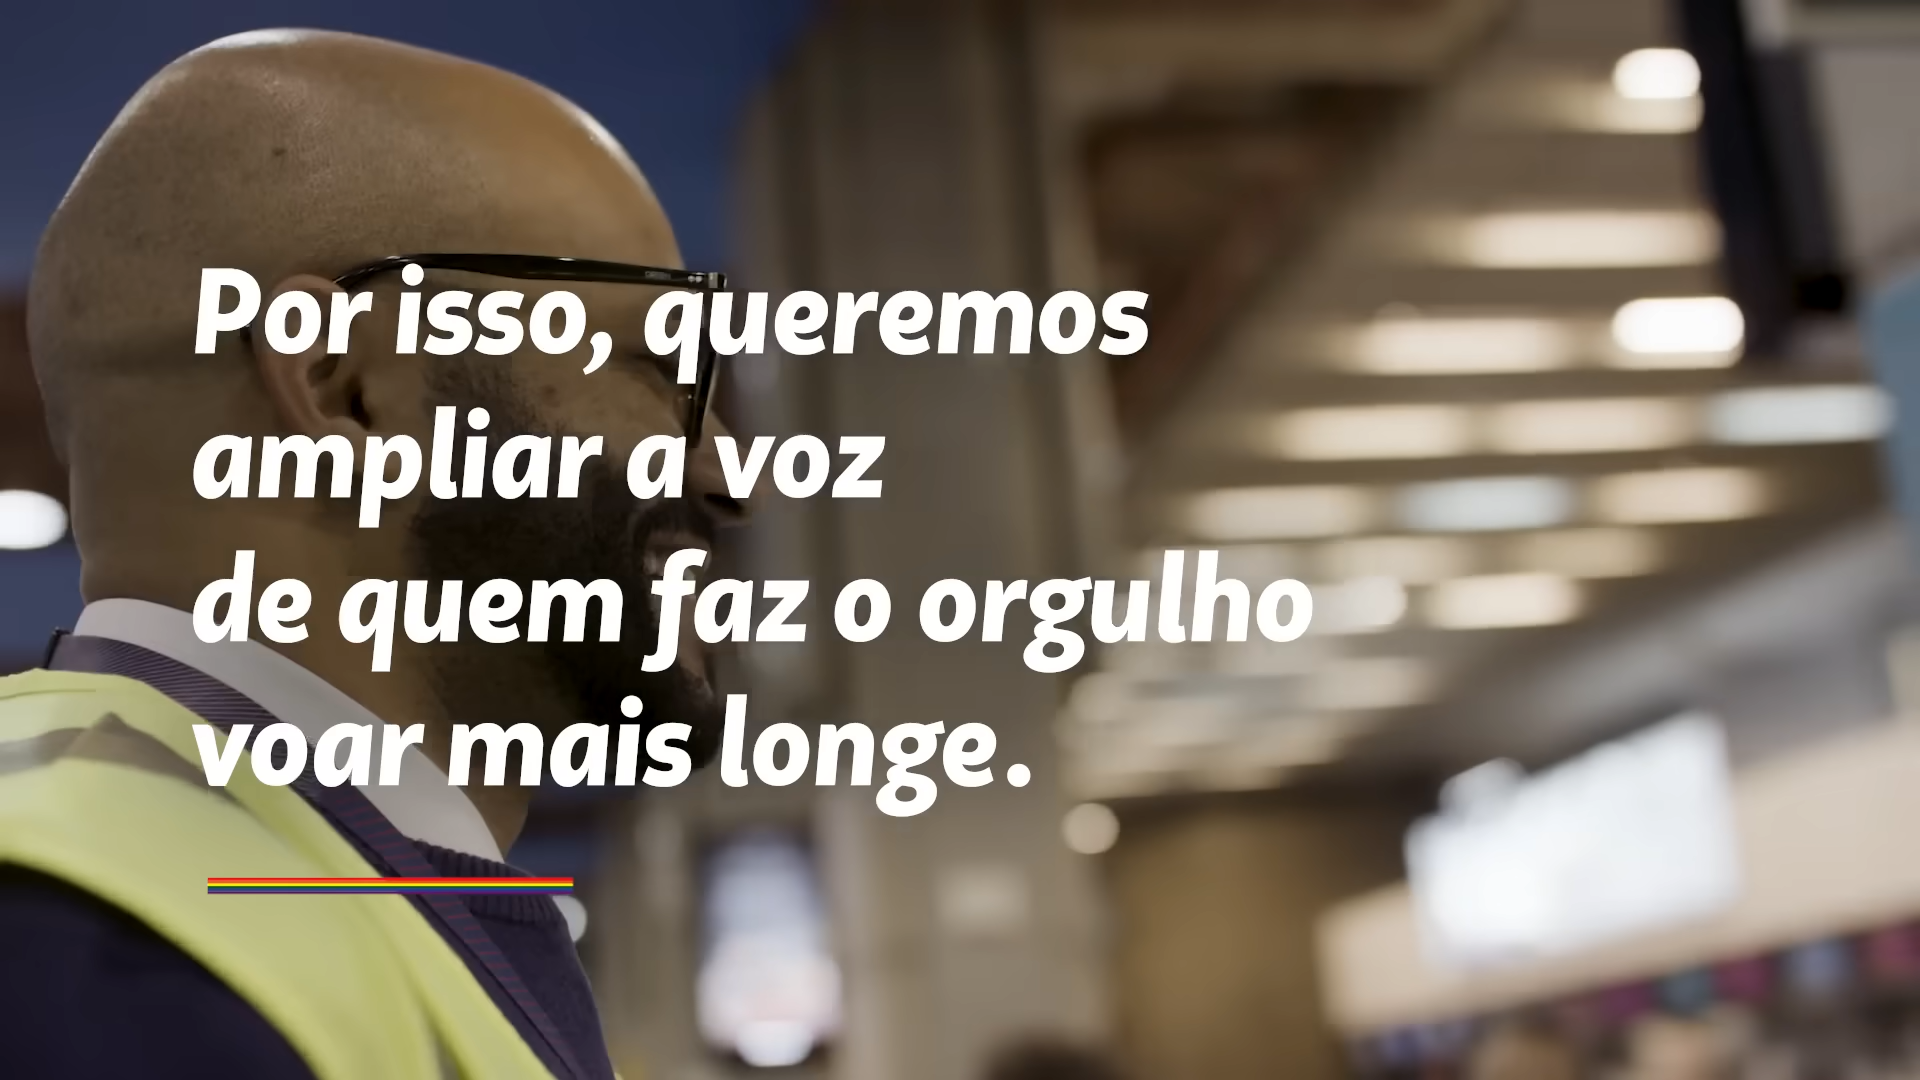 Por isso, queremos
ampliar a voz
de quem faz o orgulho
voar mais longe.